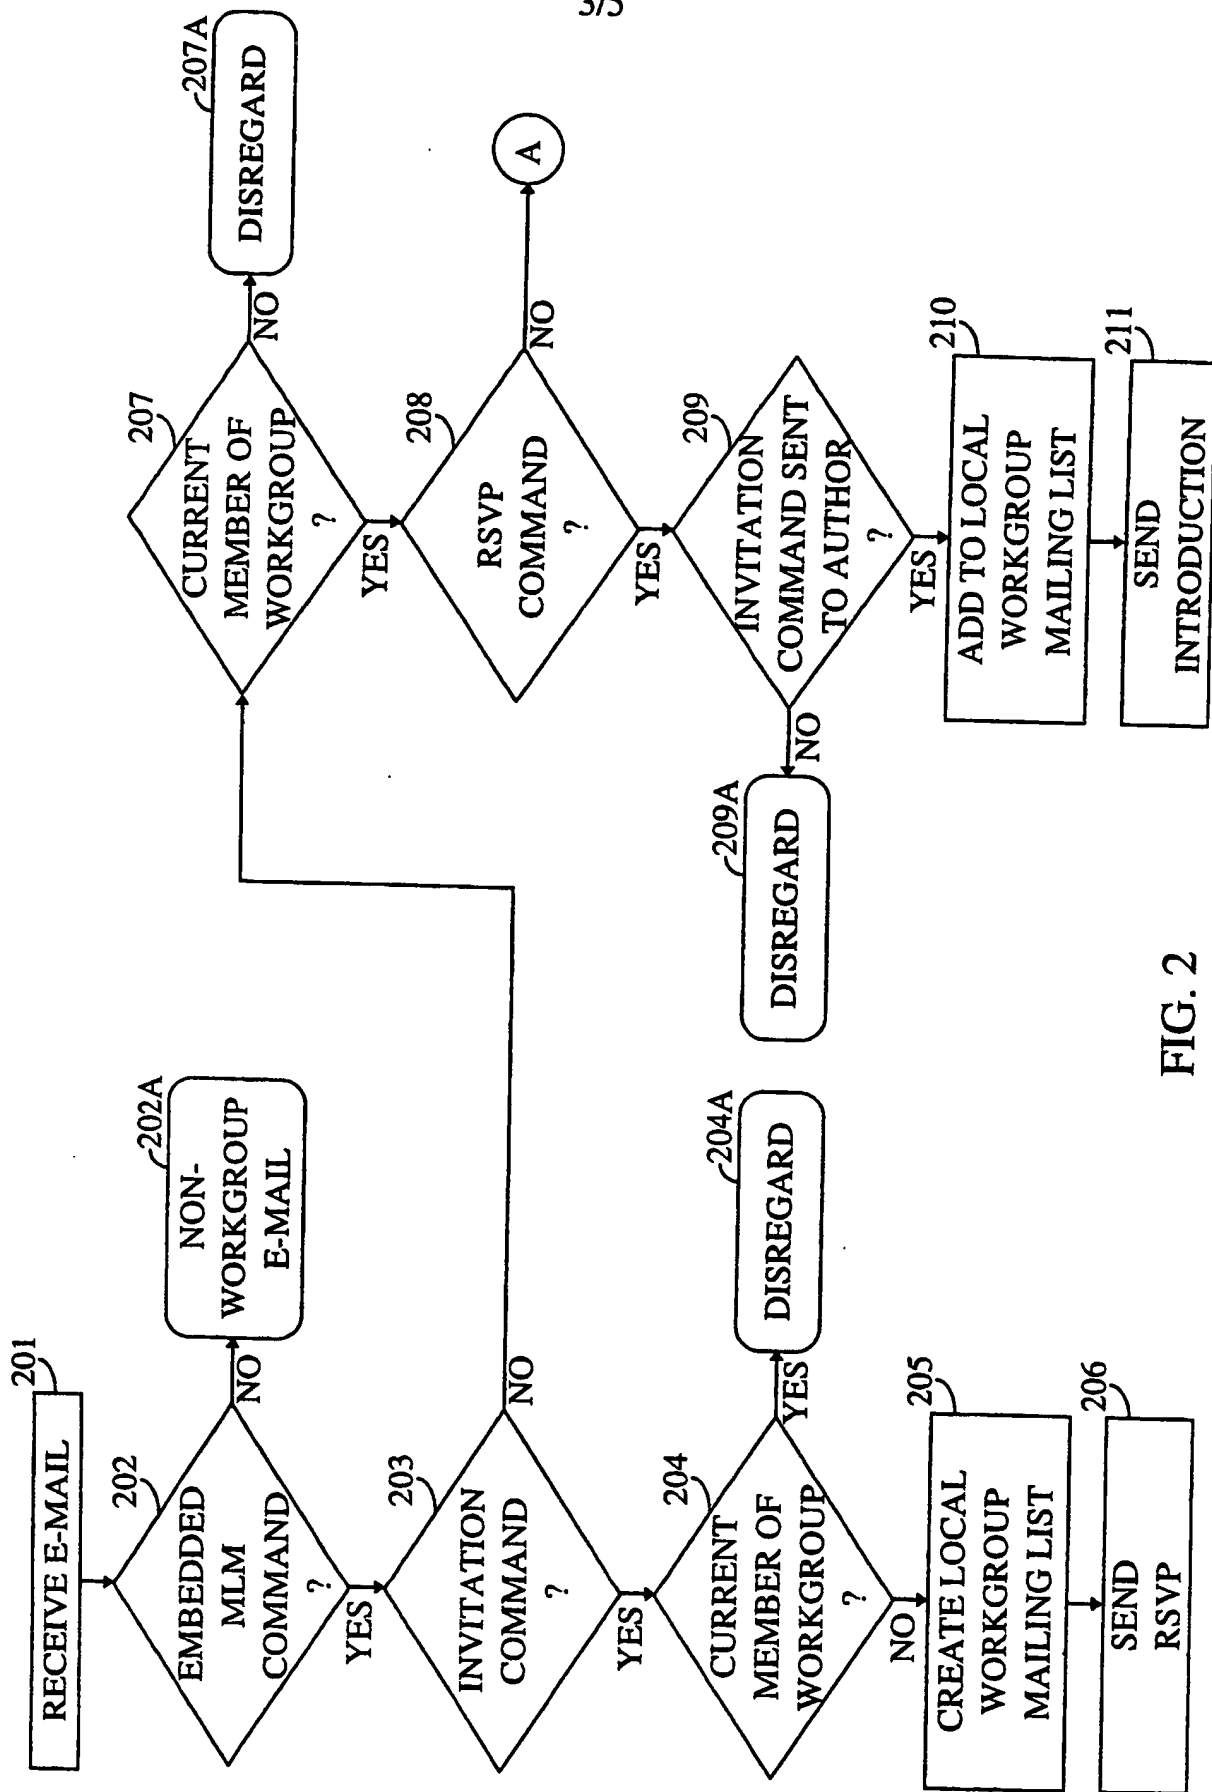 3/5
201
RECEIVE E-MAIL
202
EMBEDDED
MLM
COMMAND
?
NO
YES
202A
NON-
WORKGROUP
E-MAIL
203
INVITATION
COMMAND
?
NO
YES
204
CURRENT
MEMBER OF
WORKGROUP
?
YES
NO
204A
DISREGARD
205
CREATE LOCAL
WORKGROUP
MAILING LIST
206
SEND
RSVP
207
CURRENT
MEMBER OF
WORKGROUP
?
NO
YES
207A
DISREGARD
208
RSVP
COMMAND
?
NO
YES
A
209
INVITATION
COMMAND SENT
TO AUTHOR
?
NO
YES
209A
DISREGARD
210
ADD TO LOCAL
WORKGROUP
MAILING LIST
211
SEND
INTRODUCTION
FIG. 2